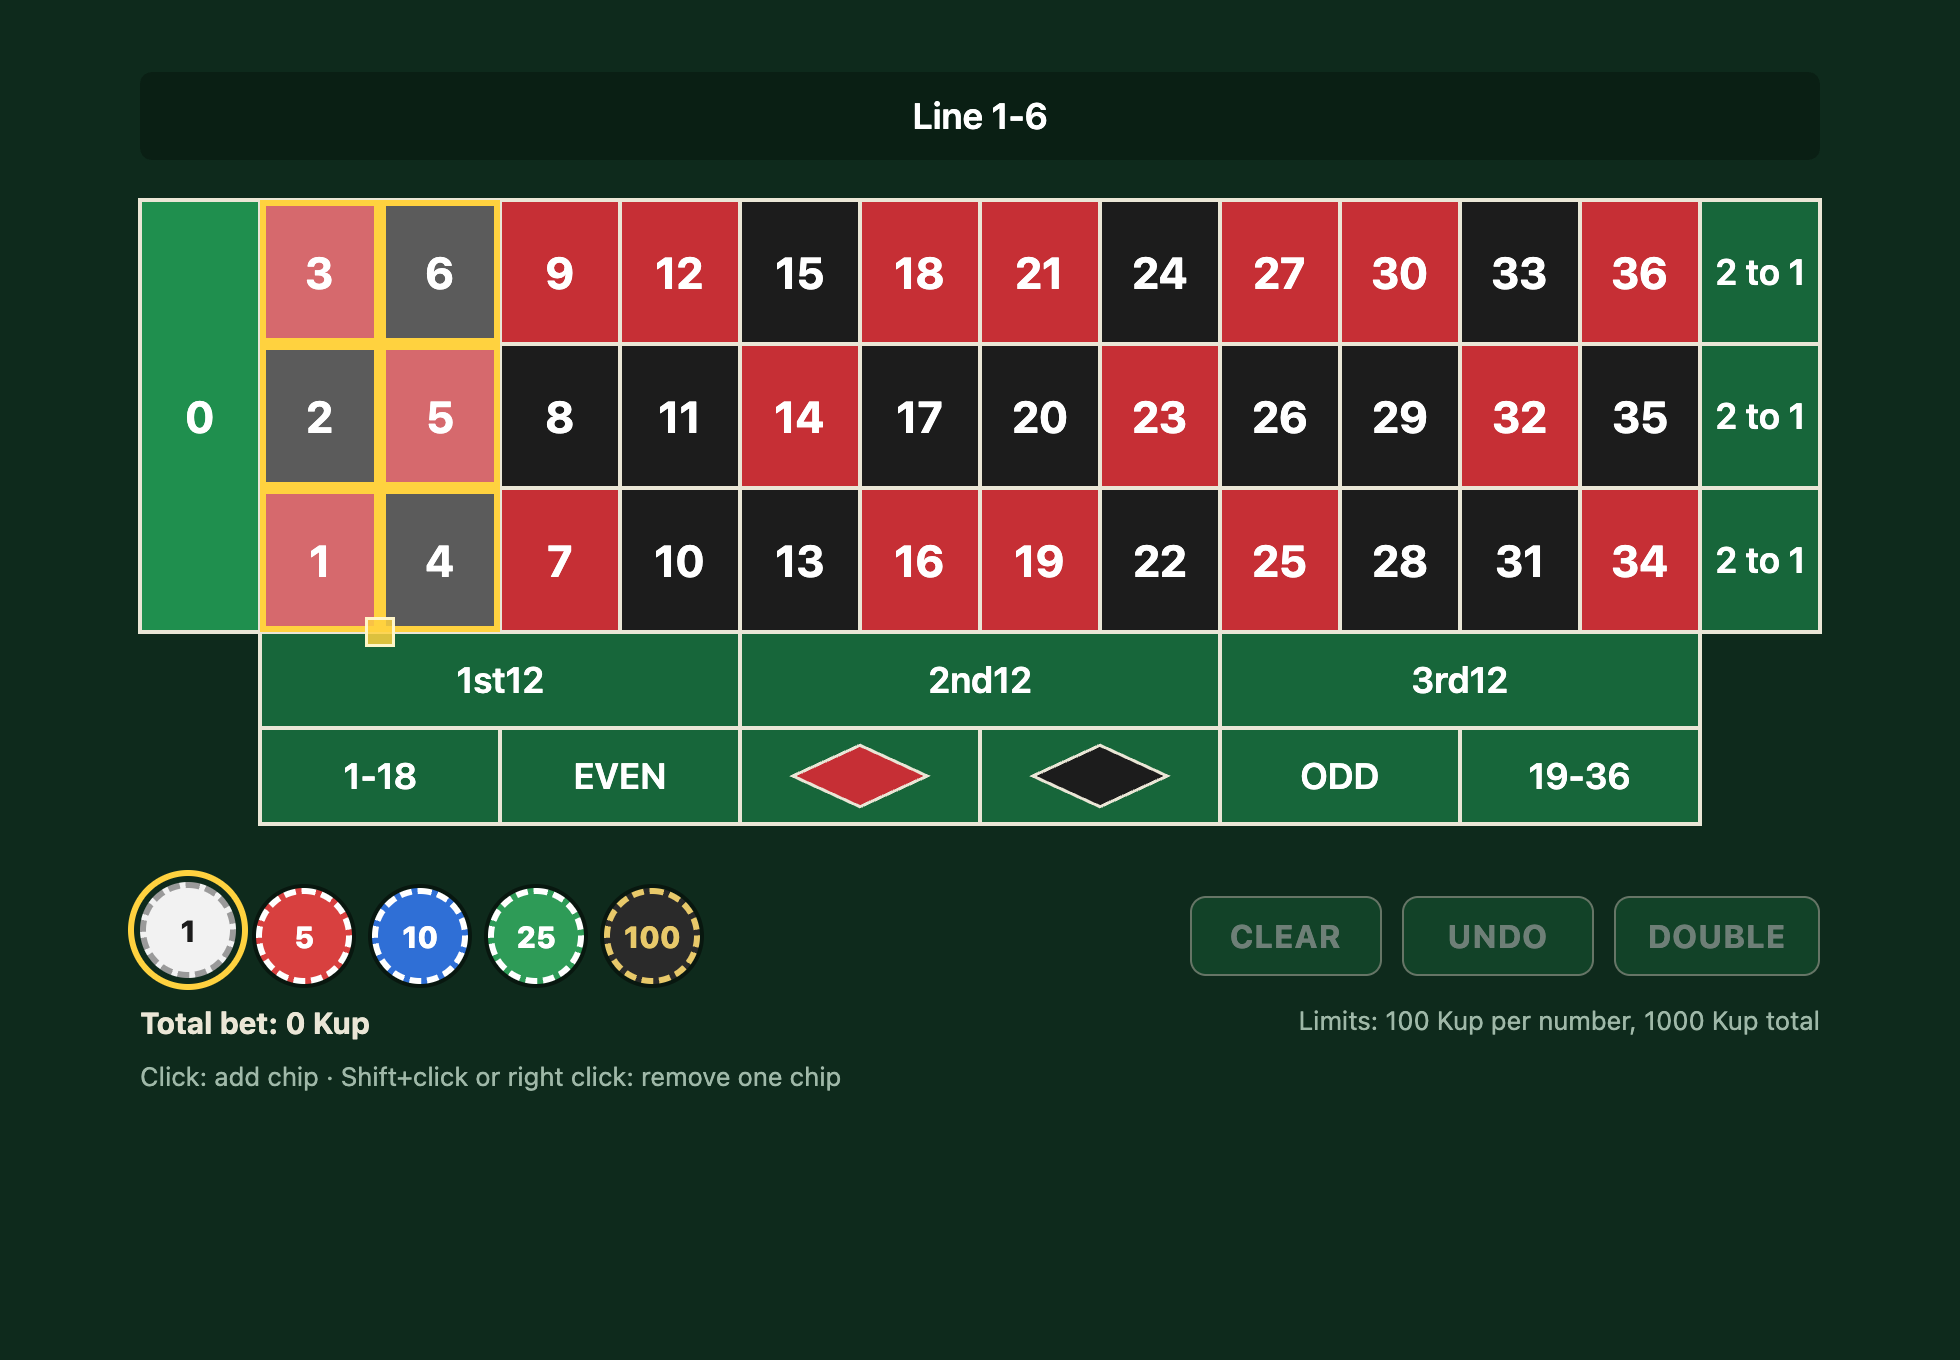 Line 1-6
3 6 9 12 15 18 21 24 27 30 33 36 2 to 1
0 2 5 8 11 14 17 20 23 26 29 32 35 2 to 1
1 4 7 10 13 16 19 22 25 28 31 34 2 to 1
1st12 2nd12 3rd12
1-18 EVEN ODD 19-36
1 5 10 25 100 CLEAR UNDO DOUBLE
Total bet: 0 Kup Limits: 100 Kup per number, 1000 Kup total
Click: add chip · Shift+click or right click: remove one chip